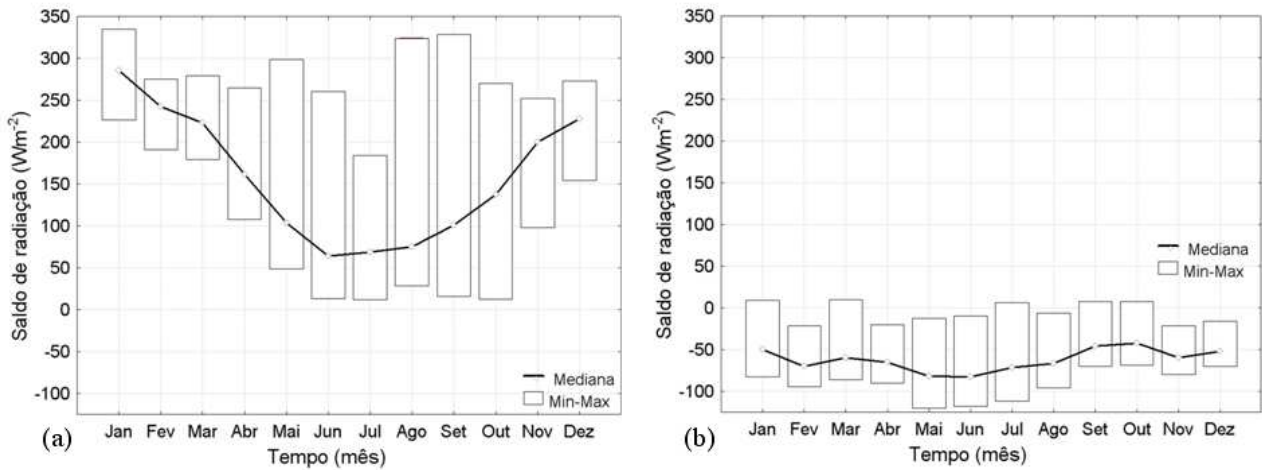 350
300
250
200
150
100
50
0
-50
-100
Saldo de radiação (Wm-2)
Mediana
Min-Max
Jan Fev Mar Abr Mai Jun Jul Ago Set Out Nov Dez
Tempo (mês)
(a)
350
300
250
200
150
100
50
0
-50
-100
Saldo de radiação (Wm-2)
Mediana
Min-Max
Jan Fev Mar Abr Mai Jun Jul Ago Set Out Nov Dez
Tempo (mês)
(b)